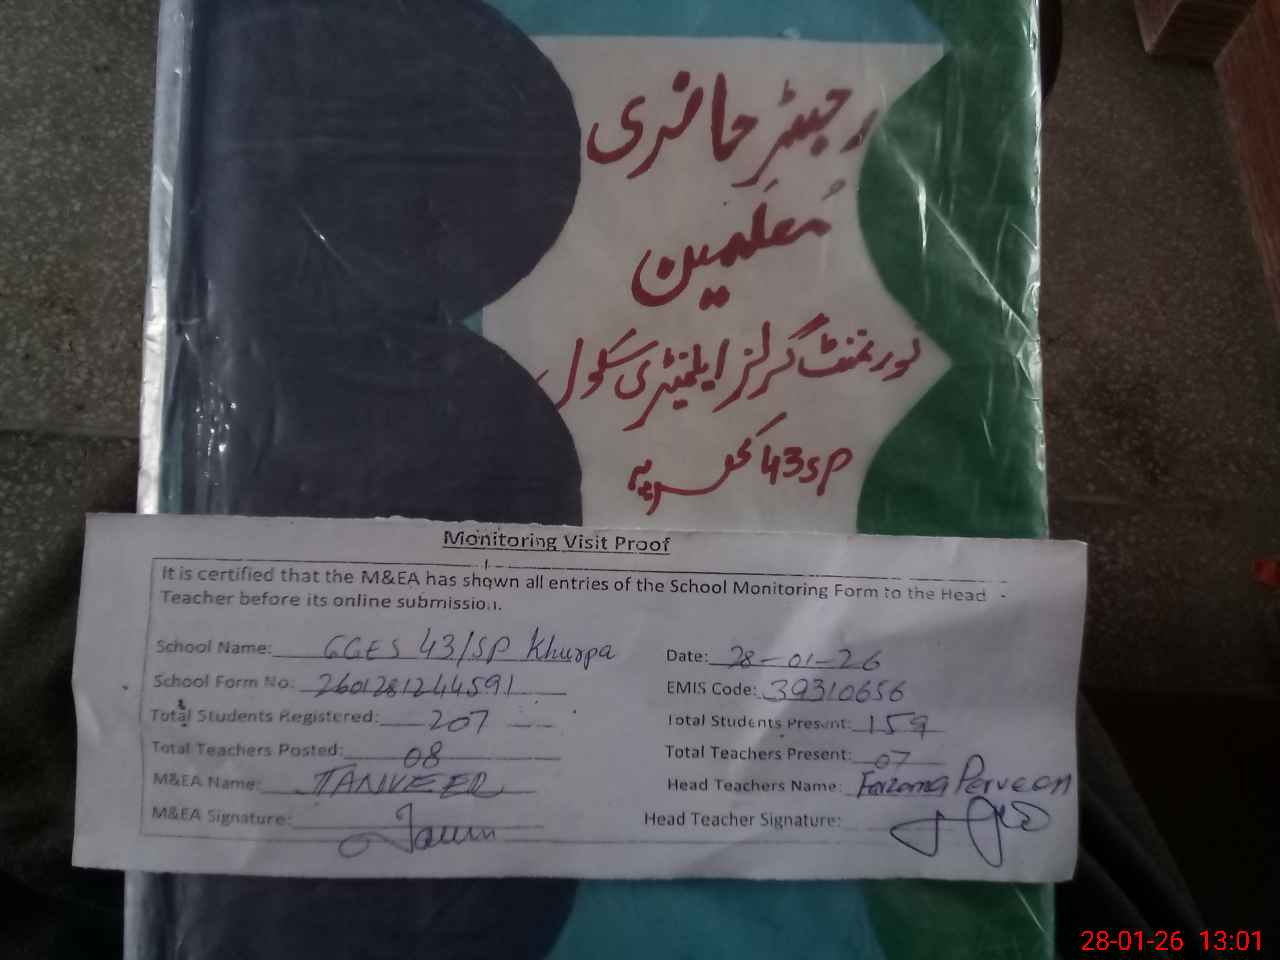 رجسٹر حاضری
معلمین
گورنمنٹ گرلز ایلیمنٹری سکول
43SP کھرپہ
Monitoring Visit Proof
It is certified that the M&EA has shown all entries of the School Monitoring Form to the Head
Teacher before its online submission.
School Name: GGES 43/SP Khurpa Date: 28-01-26
School Form No: 2601281244591 EMIS Code: 39310656
Total Students Registered: 207 Total Students Present: 159
Total Teachers Posted: 08 Total Teachers Present: 07
M&EA Name: TANVEER Head Teachers Name: Farzana Perveen
M&EA Signature: Head Teacher Signature:
28-01-26 13:01